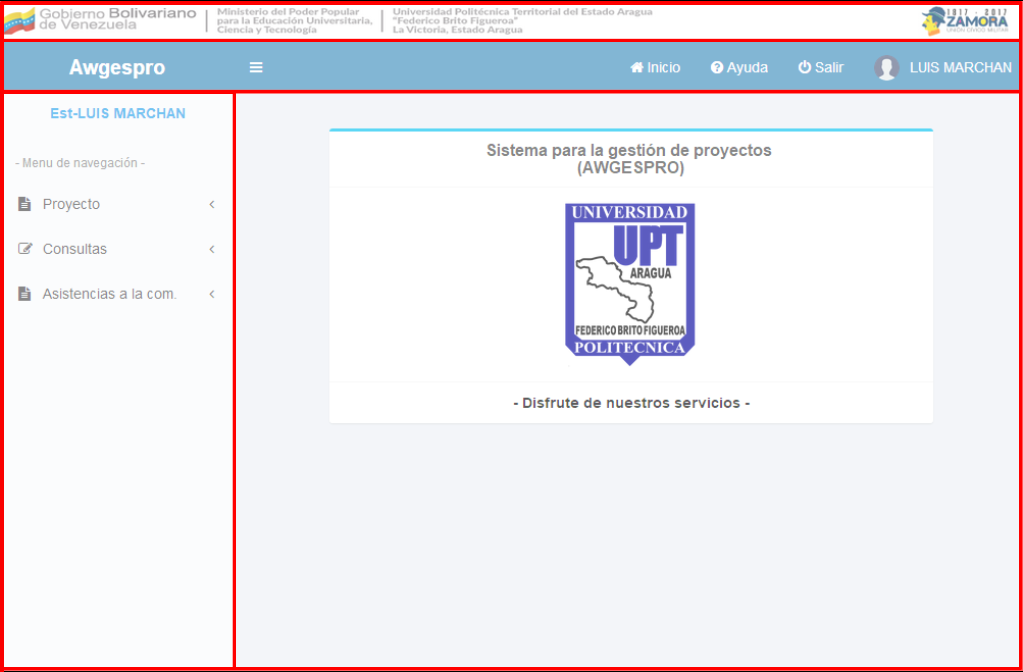 Gobierno Bolivariano
de Venezuela
Ministerio del Poder Popular
para la Educación Universitaria,
Ciencia y Tecnología
Universidad Politécnica Territorial del Estado Aragua
"Federico Brito Figueroa"
La Victoria, Estado Aragua
1817 - 2017
ZAMORA
UNIÓN CÍVICO MILITAR
Awgespro
Inicio
Ayuda
Salir
LUIS MARCHAN
Est-LUIS MARCHAN
- Menu de navegación -
Proyecto
Consultas
Asistencias a la com.
Sistema para la gestión de proyectos
(AWGESPRO)
UNIVERSIDAD
UPT
ARAGUA
FEDERICO BRITO FIGUEROA
POLITECNICA
- Disfrute de nuestros servicios -